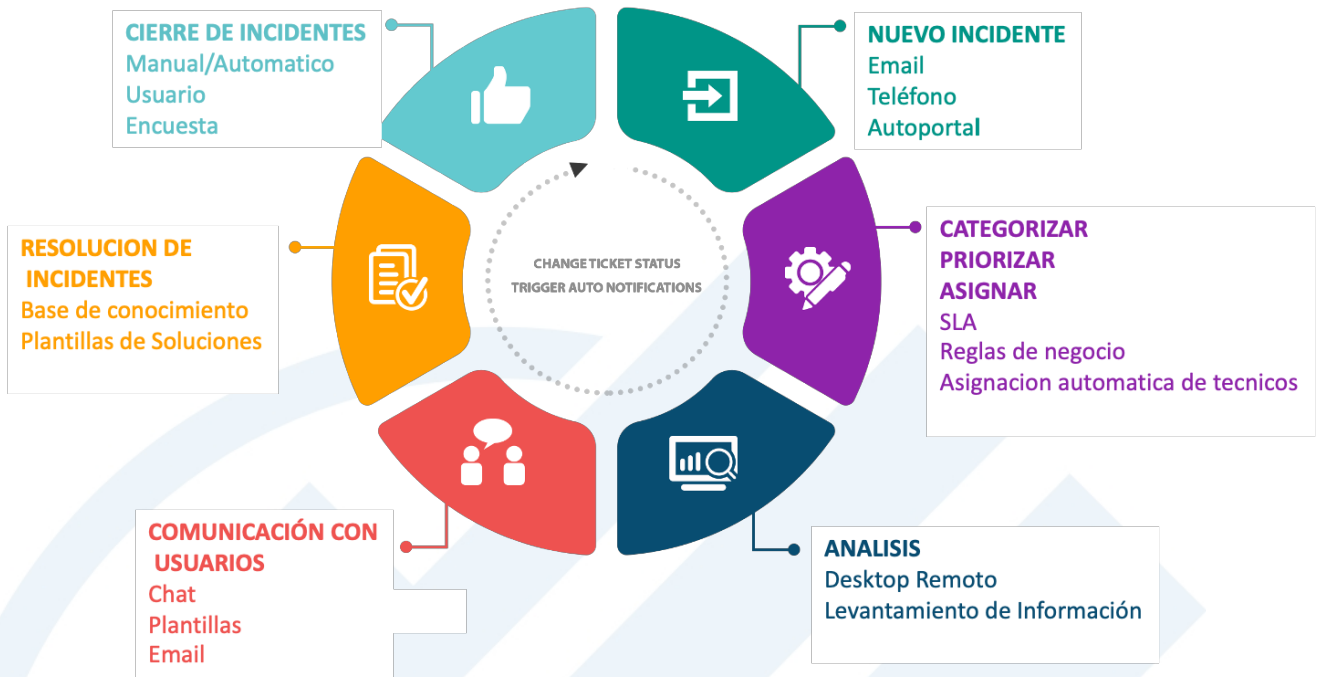 CIERRE DE INCIDENTES
Manual/Automatico
Usuario
Encuesta
NUEVO INCIDENTE
Email
Teléfono
Autoportal
CATEGORIZAR
PRIORIZAR
ASIGNAR
SLA
Reglas de negocio
Asignacion automatica de tecnicos
RESOLUCION DE
INCIDENTES
Base de conocimiento
Plantillas de Soluciones
CHANGE TICKET STATUS
TRIGGER AUTO NOTIFICATIONS
COMUNICACIÓN CON
USUARIOS
Chat
Plantillas
Email
ANALISIS
Desktop Remoto
Levantamiento de Información